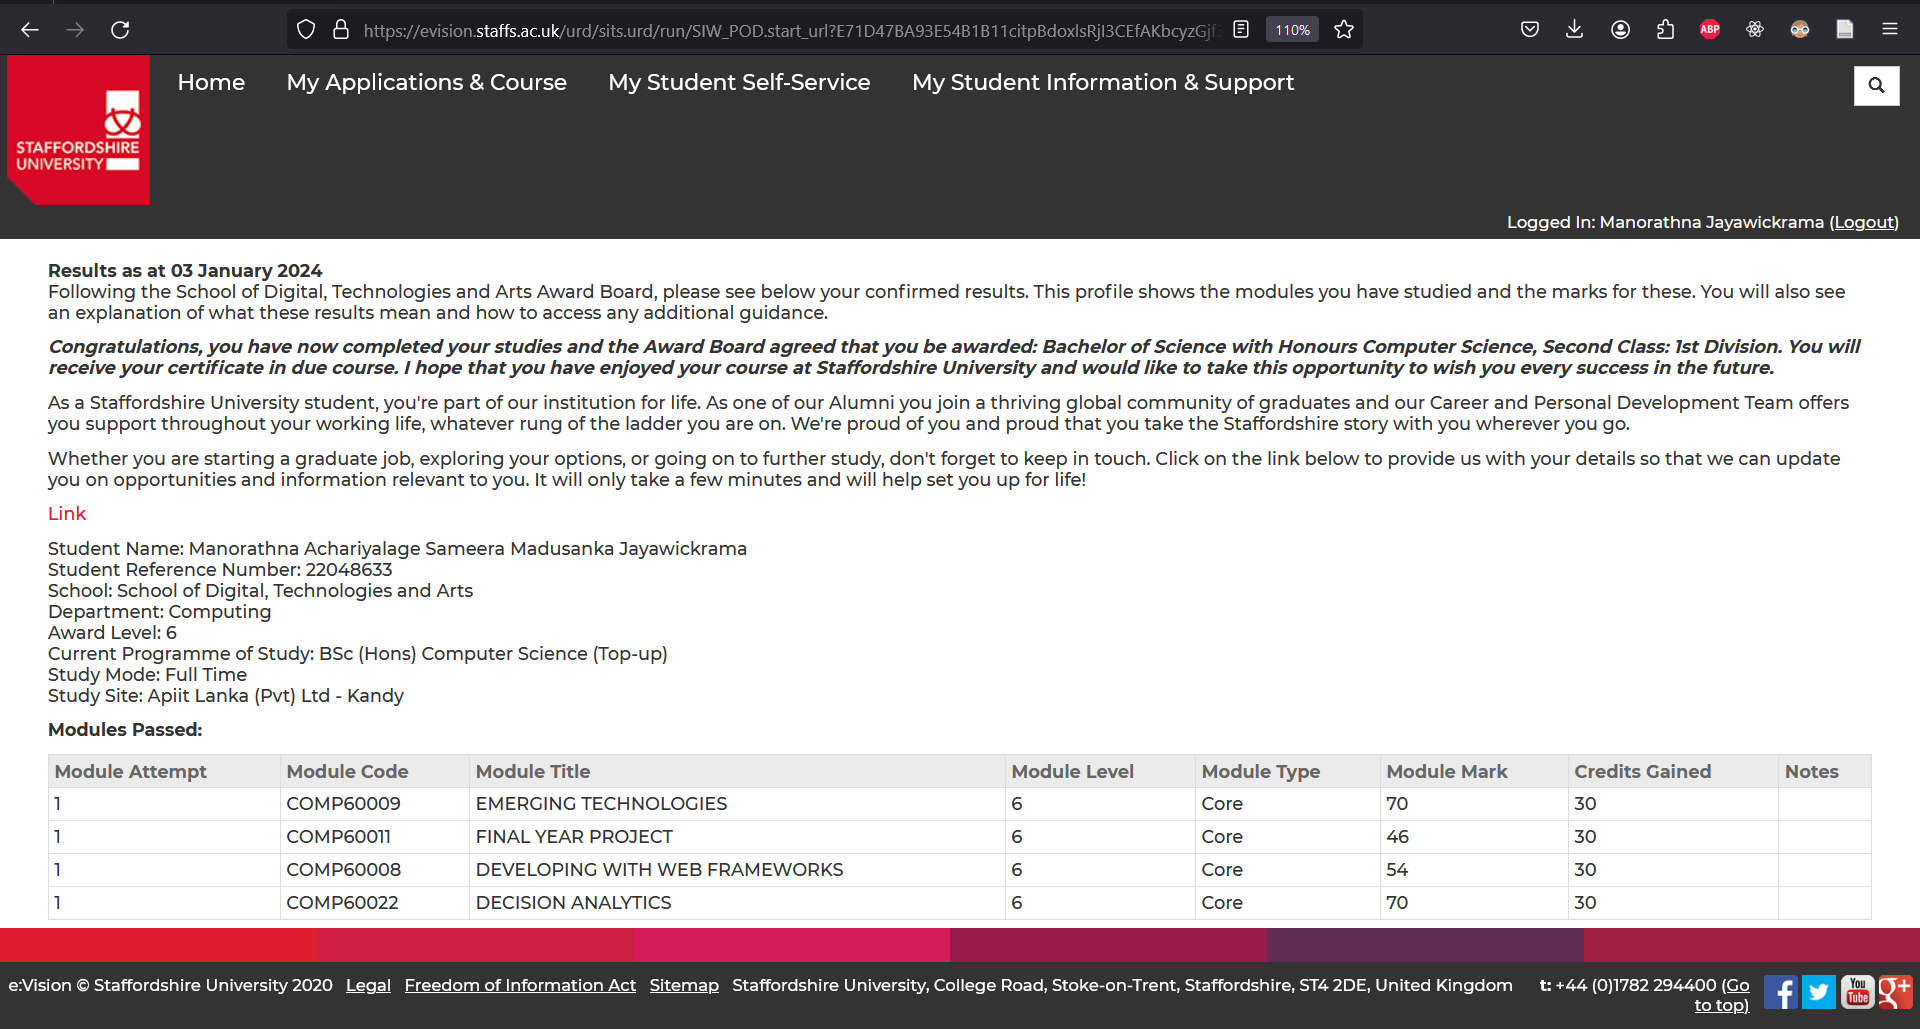 https://evision.staffs.ac.uk/urd/sits.urd/run/SIW_POD.start_url?E71D47BA93E54B1B11citpBdoxlsRjI3CEfAKbcyzGjf
110%
ABP
STAFFORDSHIRE
UNIVERSITY
Home My Applications & Course My Student Self-Service My Student Information & Support
Logged In: Manorathna Jayawickrama (Logout)
Results as at 03 January 2024
Following the School of Digital, Technologies and Arts Award Board, please see below your confirmed results. This profile shows the modules you have studied and the marks for these. You will also see
an explanation of what these results mean and how to access any additional guidance.
Congratulations, you have now completed your studies and the Award Board agreed that you be awarded: Bachelor of Science with Honours Computer Science, Second Class: 1st Division. You will
receive your certificate in due course. I hope that you have enjoyed your course at Staffordshire University and would like to take this opportunity to wish you every success in the future.
As a Staffordshire University student, you're part of our institution for life. As one of our Alumni you join a thriving global community of graduates and our Career and Personal Development Team offers
you support throughout your working life, whatever rung of the ladder you are on. We're proud of you and proud that you take the Staffordshire story with you wherever you go.
Whether you are starting a graduate job, exploring your options, or going on to further study, don't forget to keep in touch. Click on the link below to provide us with your details so that we can update
you on opportunities and information relevant to you. It will only take a few minutes and will help set you up for life!
Link
Student Name: Manorathna Achariyalage Sameera Madusanka Jayawickrama
Student Reference Number: 22048633
School: School of Digital, Technologies and Arts
Department: Computing
Award Level: 6
Current Programme of Study: BSc (Hons) Computer Science (Top-up)
Study Mode: Full Time
Study Site: Apiit Lanka (Pvt) Ltd - Kandy
Modules Passed:
Module Attempt Module Code Module Title Module Level Module Type Module Mark Credits Gained Notes
1 COMP60009 EMERGING TECHNOLOGIES 6 Core 70 30
1 COMP60011 FINAL YEAR PROJECT 6 Core 46 30
1 COMP60008 DEVELOPING WITH WEB FRAMEWORKS 6 Core 54 30
1 COMP60022 DECISION ANALYTICS 6 Core 70 30
e:Vision © Staffordshire University 2020 Legal Freedom of Information Act Sitemap Staffordshire University, College Road, Stoke-on-Trent, Staffordshire, ST4 2DE, United Kingdom t: +44 (0)1782 294400 (Go
to top)
You
Tube